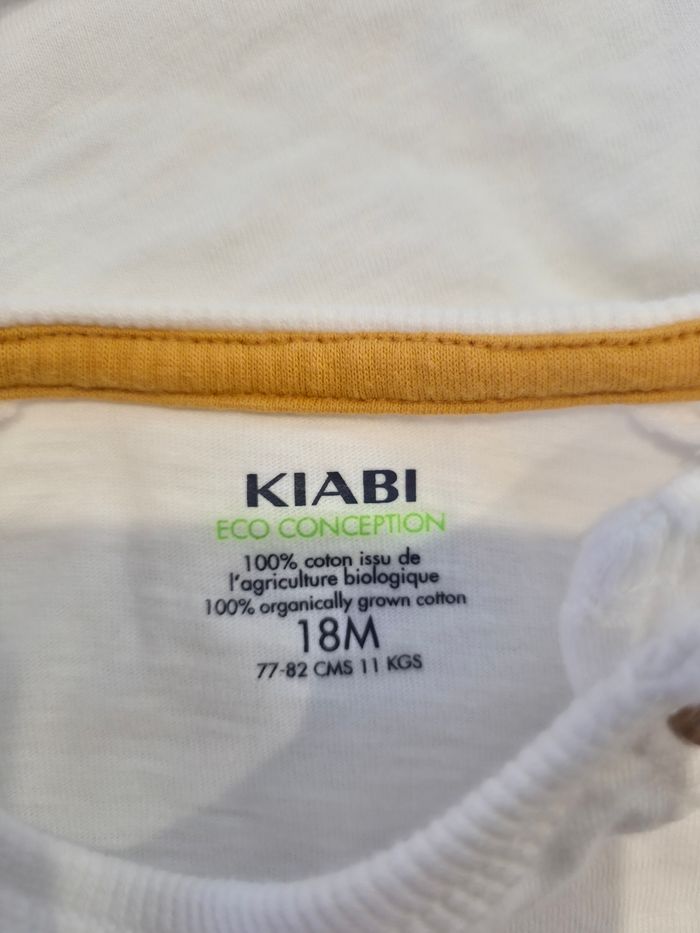 KIABI
ECO CONCEPTION
100% coton issu de
l'agriculture biologique
100% organically grown cotton
18M
77-82 CMS 11 KGS